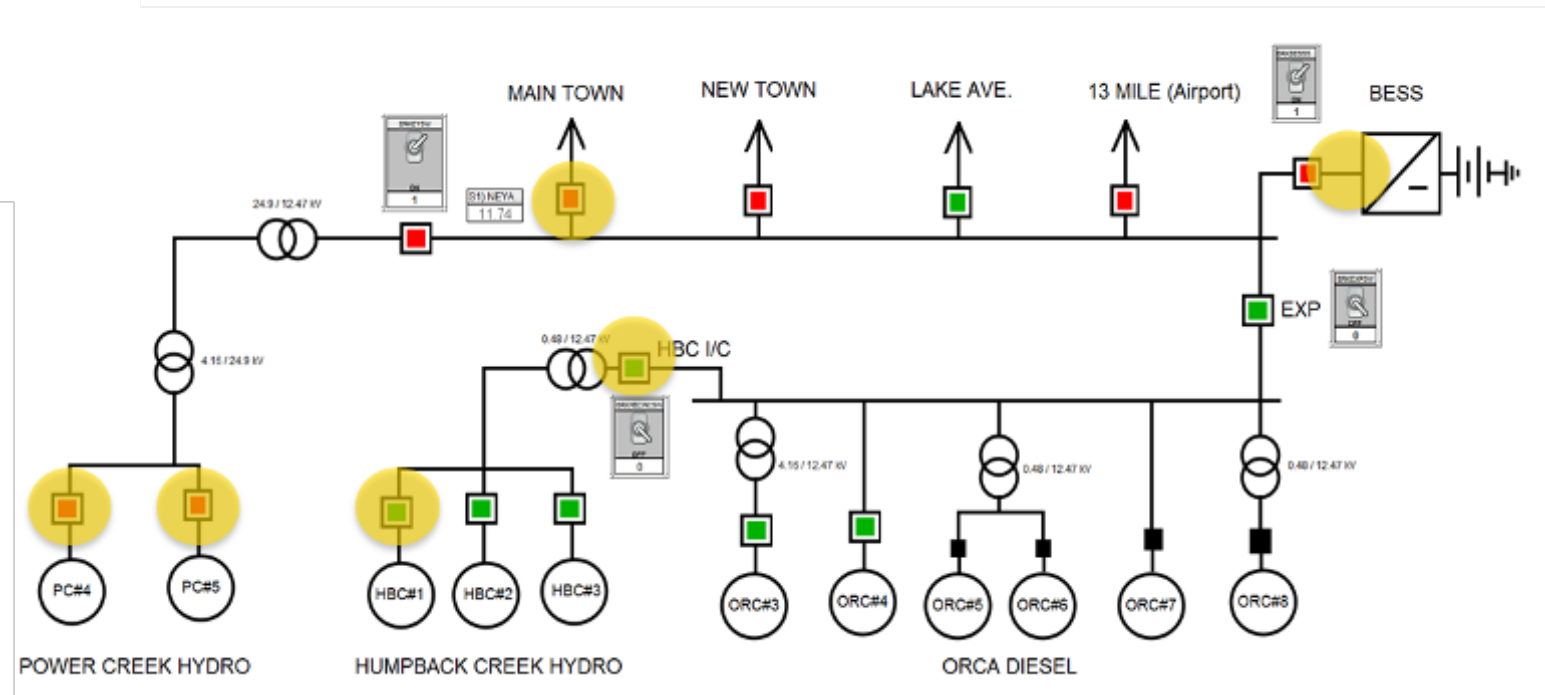 MAIN TOWN
NEW TOWN
LAKE AVE.
13 MILE (Airport)
BESS
ON
1
ON
1
S1) NEYA
11.74
24.9 / 12.47 kV
EXP
OFF
0
4.16 / 24.9 kV
0.48 / 12.47 kV
HBC I/C
OFF
0
4.16 / 12.47 kV
0.48 / 12.47 kV
0.48 / 12.47 kV
PC#4
PC#5
HBC#1
HBC#2
HBC#3
ORC#3
ORC#4
ORC#5
ORC#6
ORC#7
ORC#8
POWER CREEK HYDRO
HUMPBACK CREEK HYDRO
ORCA DIESEL